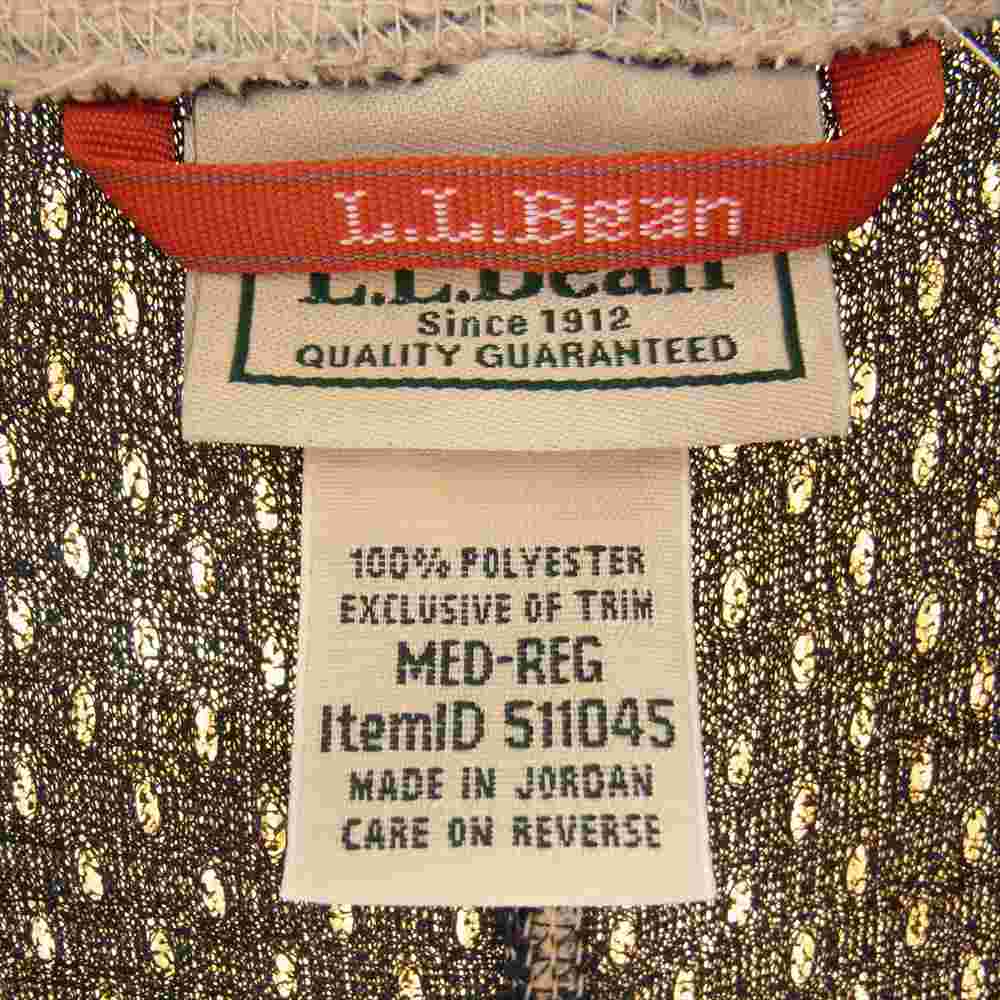 L.L.Bean
L.L.Bean
Since 1912
QUALITY GUARANTEED
100% POLYESTER
EXCLUSIVE OF TRIM
MED-REG
ItemID 511045
MADE IN JORDAN
CARE ON REVERSE